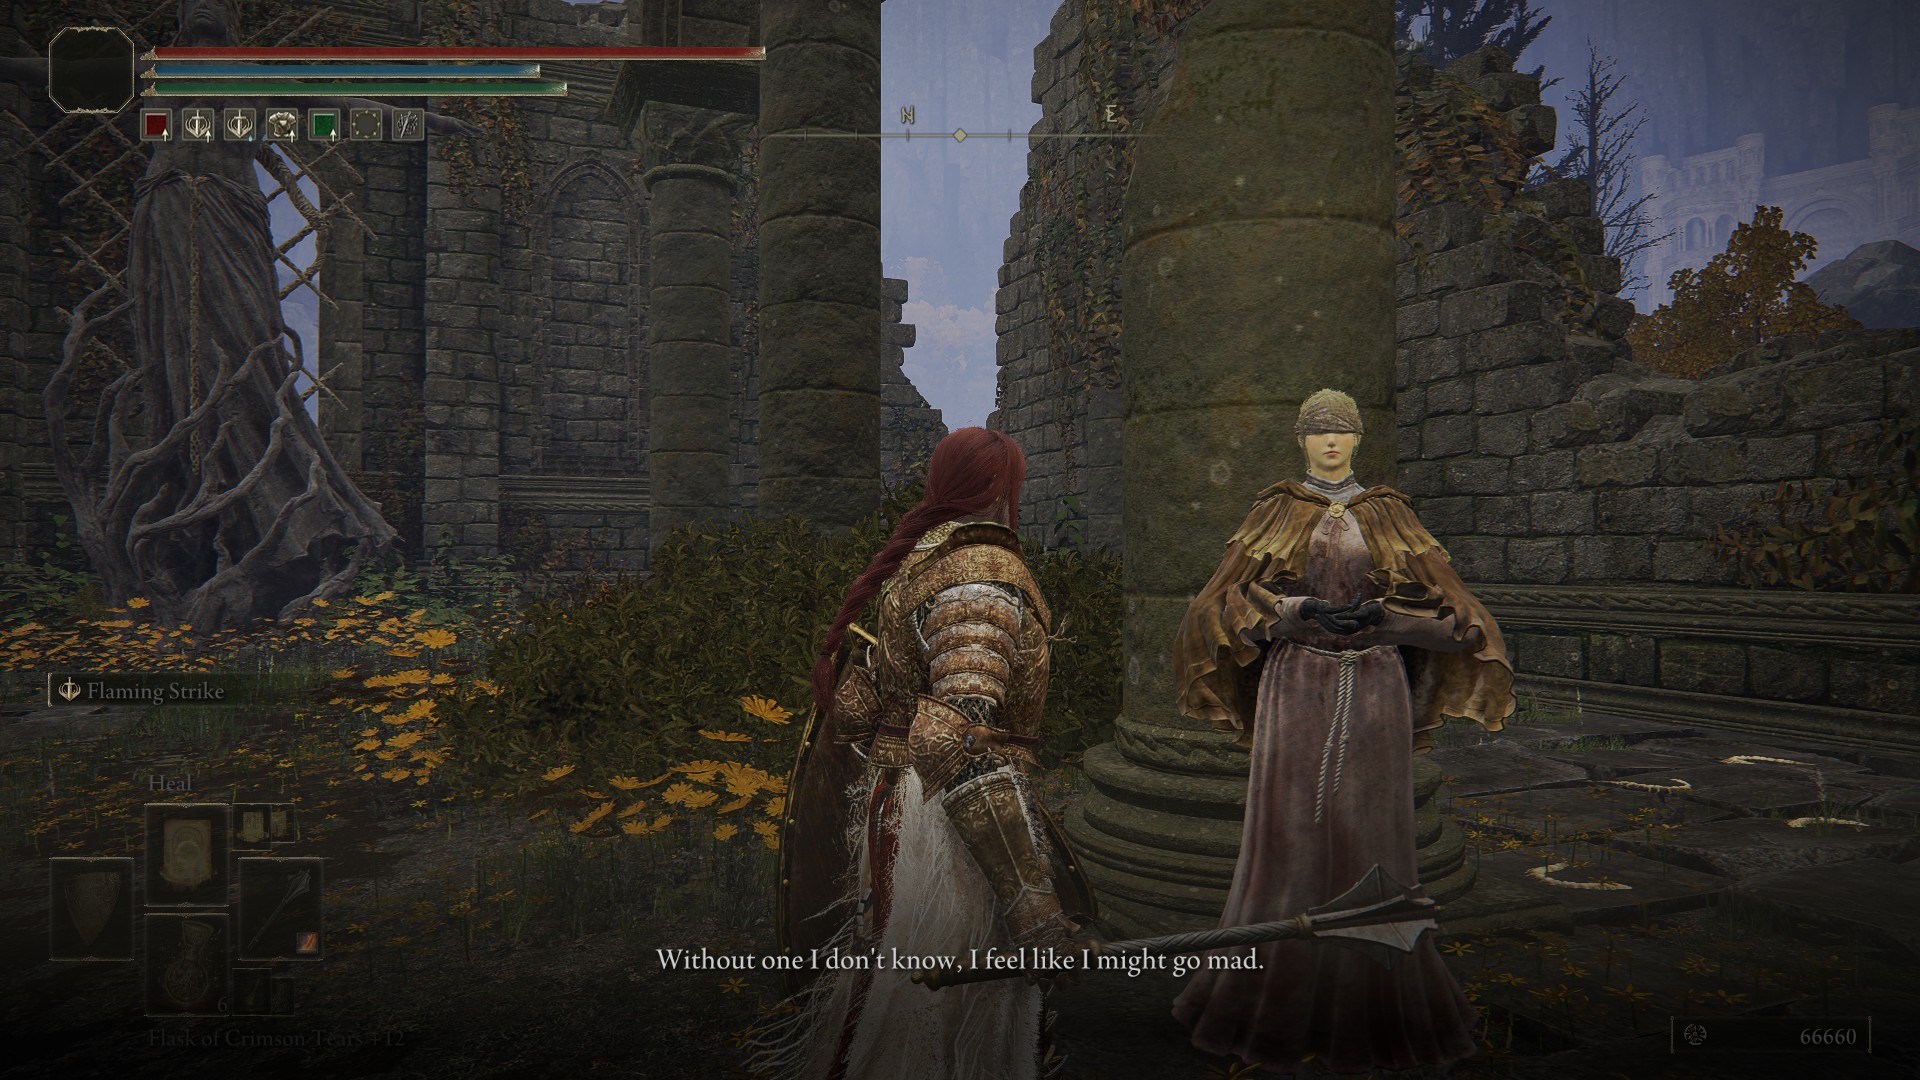 N
E
Flaming Strike
Heal
Without one I don't know, I feel like I might go mad.
6
Flask of Crimson Tears +12
66660